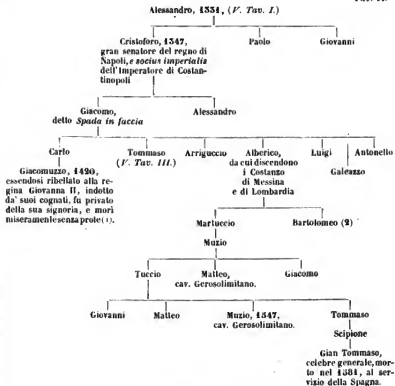 Alessandro, 1331, (V. Tav. I.)
Cristoforo, 1347,
gran senatore del regno di
Napoli, e socius imperialis
dell'Imperatore di Costan-
tinopoli
Paolo
Giovanni
Giacomo,
detto Spada in faccia
Alessandro
Carlo
Tommaso
(V. Tav. III.)
Arriguccio
Alberico,
da cui discendono
i Costanzo
di Messina
e di Lombardia
Luigi
Antonello
Galeazzo
Giacomuzzo, 1420,
essendosi ribellato alla re-
gina Giovanna II, indotto
da' suoi cognati, fu privato
della sua signoria, e morì
miseramente senza prole (1).
Martuccio
Bartolomeo (2)
Muzio
Tuccio
Matteo,
cav. Gerosolimitano.
Giacomo
Giovanni
Matteo
Muzio, 1547,
cav. Gerosolimitano.
Tommaso
Scipione
Gian Tommaso,
celebre generale, mor-
to nel 1581, al ser-
vizio della Spagna.